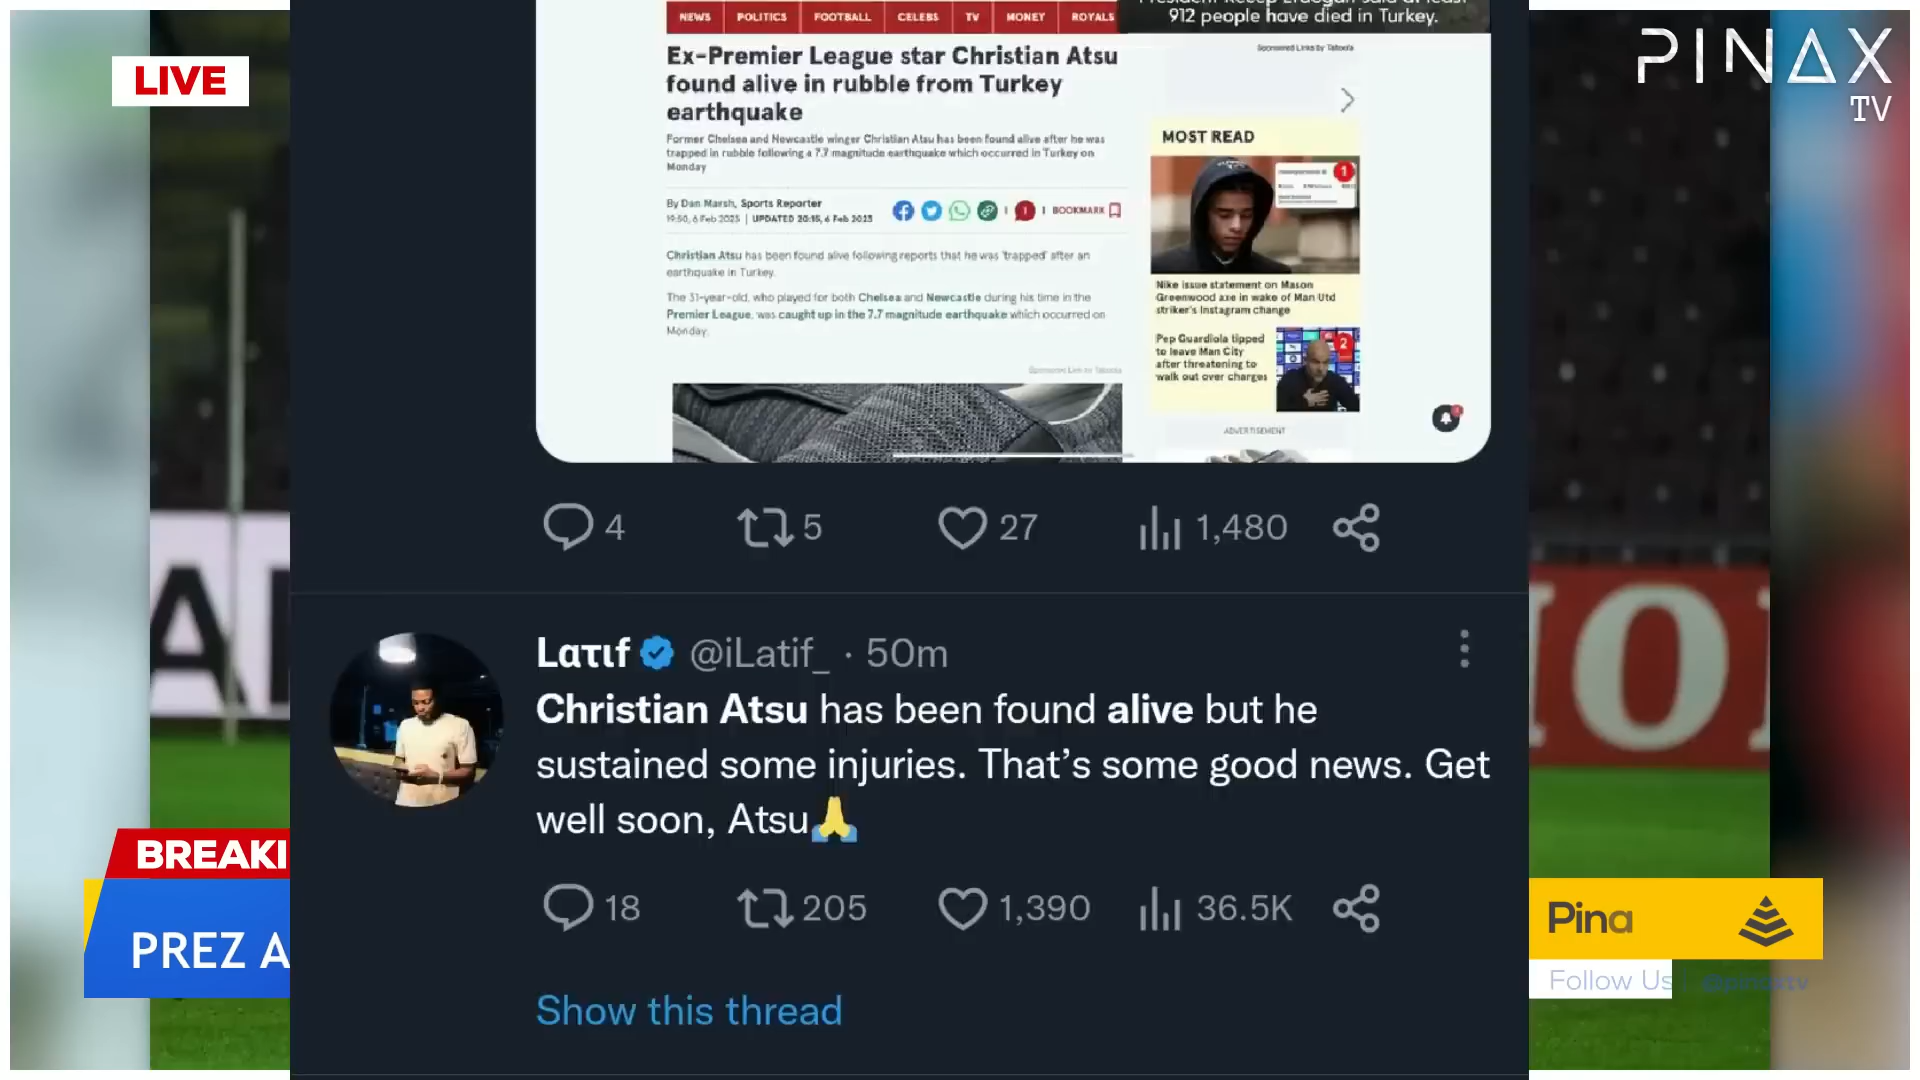 LIVE
PINAX
TV
NEWS POLITICS FOOTBALL CELEBS TV MONEY ROYALS
912 people have died in Turkey.
Ex-Premier League star Christian Atsu
found alive in rubble from Turkey
earthquake
Former Chelsea and Newcastle winger Christian Atsu has been found alive after he was
trapped in rubble following a 7.7 magnitude earthquake which occurred in Turkey on
Monday
By Dan Marsh, Sports Reporter
19:50, 6 Feb 2023 | UPDATED 20:15, 6 Feb 2023
1 BOOKMARK
Christian Atsu has been found alive following reports that he was 'trapped' after an
earthquake in Turkey.
The 31-year-old, who played for both Chelsea and Newcastle during his time in the
Premier League, was caught up in the 7.7 magnitude earthquake which occurred on
Monday.
Sponsored Link by Taboola
Sponsored Links by Taboola
MOST READ
1
Nike issue statement on Mason
Greenwood axe in wake of Man Utd
striker's Instagram change
Pep Guardiola tipped
to leave Man City
after threatening to
walk out over charges
2
ADVERTISEMENT
4 5 27 1,480
Lατιf @iLatif_ · 50m
Christian Atsu has been found alive but he
sustained some injuries. That's some good news. Get
well soon, Atsu🙏
18 205 1,390 36.5K
Show this thread
BREAKI
PREZ A
Pina
Follow Us | @pinaxtv